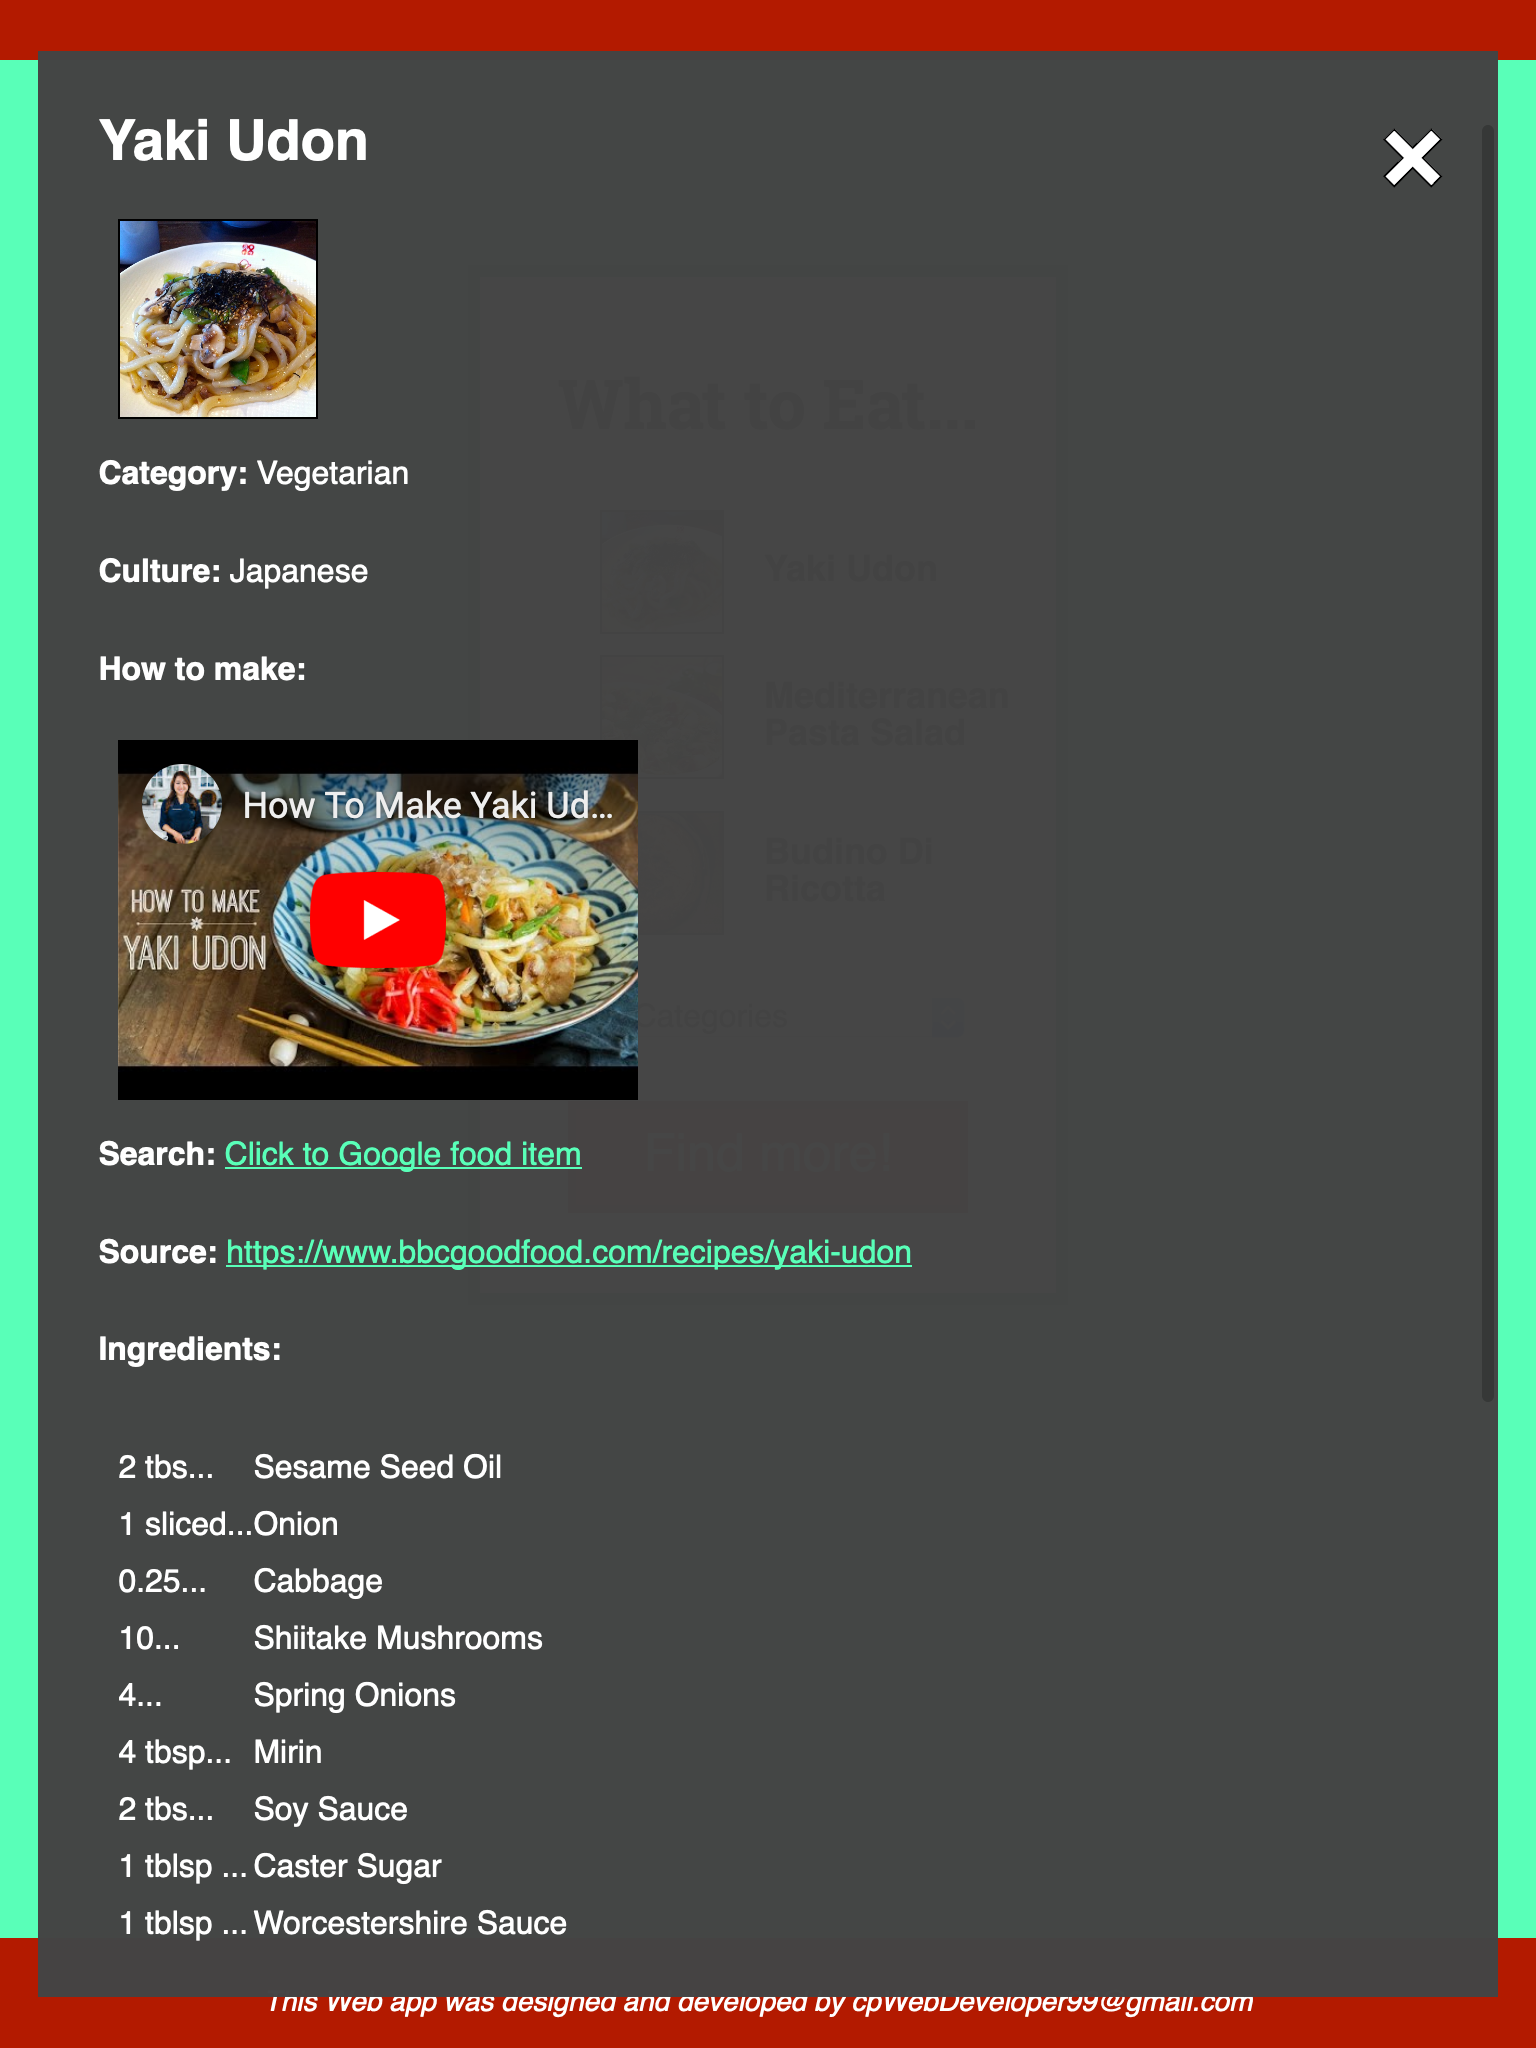 Yaki Udon
What to Eat...
Category: Vegetarian
Yaki Udon
Culture: Japanese
How to make:
Mediterranean
Pasta Salad
How To Make Yaki Ud...
HOW TO MAKE
YAKI UDON
Budino Di
Ricotta
Categories
Search: Click to Google food item
Find more!
Source: https://www.bbcgoodfood.com/recipes/yaki-udon
Ingredients:
2 tbs... Sesame Seed Oil
1 sliced...Onion
0.25... Cabbage
10... Shiitake Mushrooms
4... Spring Onions
4 tbsp... Mirin
2 tbs... Soy Sauce
1 tblsp ... Caster Sugar
1 tblsp ... Worcestershire Sauce
This Web app was designed and developed by cpWebDeveloper99@gmail.com